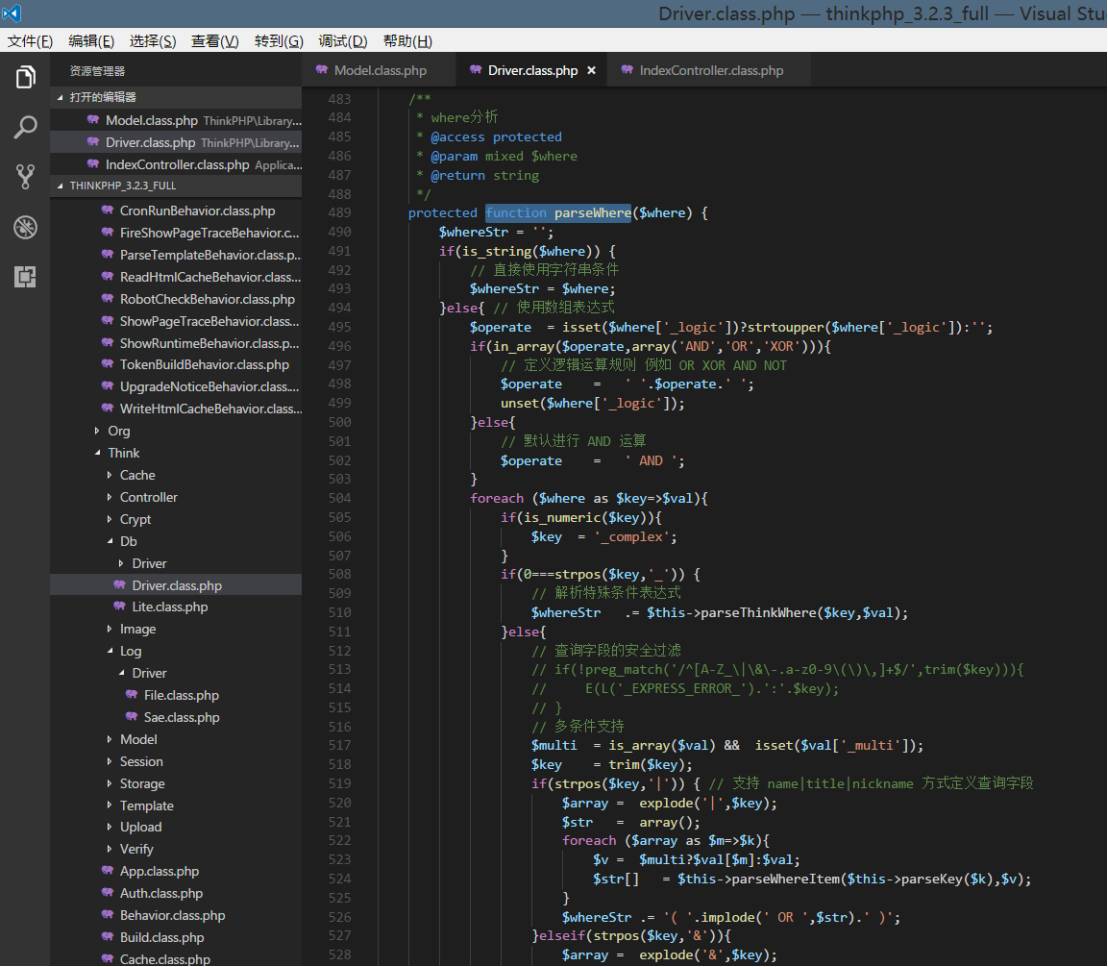 Driver.class.php — thinkphp_3.2.3_full — Visual Stu
文件(F) 编辑(E) 选择(S) 查看(V) 转到(G) 调试(D) 帮助(H)
资源管理器
打开的编辑器
Model.class.php ThinkPHP\Library...
Driver.class.php ThinkPHP\Library...
IndexController.class.php Applica...
THINKPHP_3.2.3_FULL
CronRunBehavior.class.php
FireShowPageTraceBehavior.c...
ParseTemplateBehavior.class.p...
ReadHtmlCacheBehavior.class...
RobotCheckBehavior.class.php
ShowPageTraceBehavior.class...
ShowRuntimeBehavior.class.p...
TokenBuildBehavior.class.php
UpgradeNoticeBehavior.class....
WriteHtmlCacheBehavior.class...
Org
Think
Cache
Controller
Crypt
Db
Driver
Driver.class.php
Lite.class.php
Image
Log
Driver
File.class.php
Sae.class.php
Model
Session
Storage
Template
Upload
Verify
App.class.php
Auth.class.php
Behavior.class.php
Build.class.php
Cache.class.php
Model.class.php Driver.class.php × IndexController.class.php
483 /**
484 * where分析
485 * @access protected
486 * @param mixed $where
487 * @return string
488 */
489 protected function parseWhere($where) {
490 $whereStr = '';
491 if(is_string($where)) {
492 // 直接使用字符串条件
493 $whereStr = $where;
494 }else{ // 使用数组表达式
495 $operate = isset($where['_logic'])?strtoupper($where['_logic']):'';
496 if(in_array($operate,array('AND','OR','XOR'))){
497 // 定义逻辑运算规则 例如 OR XOR AND NOT
498 $operate = ' '.$operate.' ';
499 unset($where['_logic']);
500 }else{
501 // 默认进行 AND 运算
502 $operate = ' AND ';
503 }
504 foreach ($where as $key=>$val){
505 if(is_numeric($key)){
506 $key = '_complex';
507 }
508 if(0===strpos($key,'_')) {
509 // 解析特殊条件表达式
510 $whereStr .= $this->parseThinkWhere($key,$val);
511 }else{
512 // 查询字段的安全过滤
513 // if(!preg_match('/^[A-Z_\|\&\-.a-z0-9\(\)\,]+$/',trim($key))){
514 // E(L('_EXPRESS_ERROR_').':'.$key);
515 // }
516 // 多条件支持
517 $multi = is_array($val) && isset($val['_multi']);
518 $key = trim($key);
519 if(strpos($key,'|')) { // 支持 name|title|nickname 方式定义查询字段
520 $array = explode('|',$key);
521 $str = array();
522 foreach ($array as $m=>$k){
523 $v = $multi?$val[$m]:$val;
524 $str[] = $this->parseWhereItem($this->parseKey($k),$v);
525 }
526 $whereStr .= '( '.implode(' OR ',$str).' )';
527 }elseif(strpos($key,'&')){
528 $array = explode('&',$key);